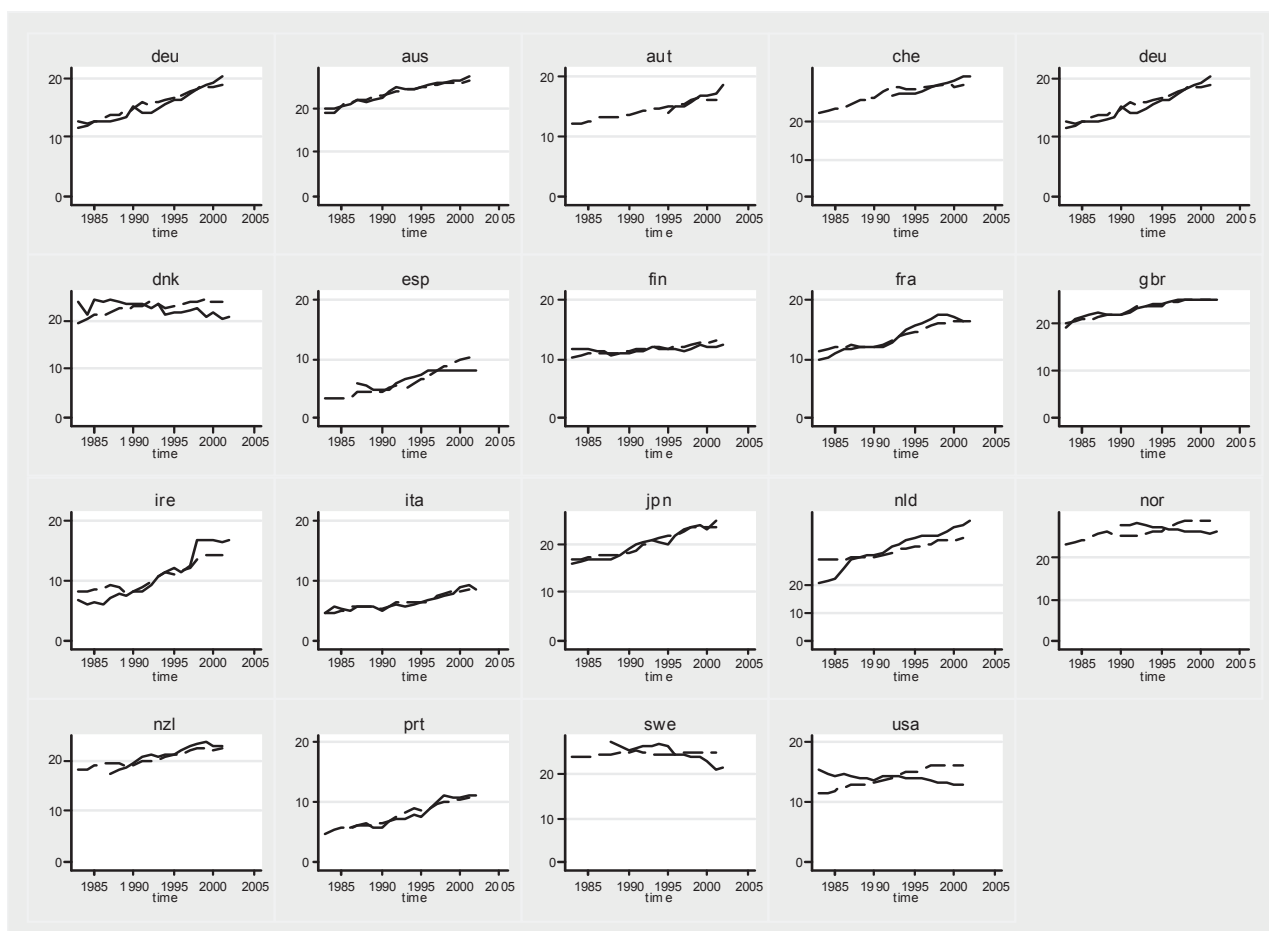 deu aus aut che deu
20 20 20 20 20
10 10 10 10 10
0 0 0 0 0
1985 1990 1995 2000 2005 1985 1990 1995 2000 2005 1985 1990 1995 2000 2005 1985 1990 1995 2000 2005 1985 1990 1995 2000 2005
time time time time time
dnk esp fin fra gbr
20 20 20 20 20
10 10 10 10 10
0 0 0 0 0
1985 1990 1995 2000 2005 1985 1990 1995 2000 2005 1985 1990 1995 2000 2005 1985 1990 1995 2000 2005 1985 1990 1995 2000 2005
time time time time time
ire ita jpn nld nor
20 20 20 20 20
10 10 10 10 10
0 0 0 0 0
1985 1990 1995 2000 2005 1985 1990 1995 2000 2005 1985 1990 1995 2000 2005 1985 1990 1995 2000 2005 1985 1990 1995 2000 2005
time time time time time
nzl prt swe usa
20 20 20 20
10 10 10 10
0 0 0 0
1985 1990 1995 2000 2005 1985 1990 1995 2000 2005 1985 1990 1995 2000 2005 1985 1990 1995 2000 2005
time time time time